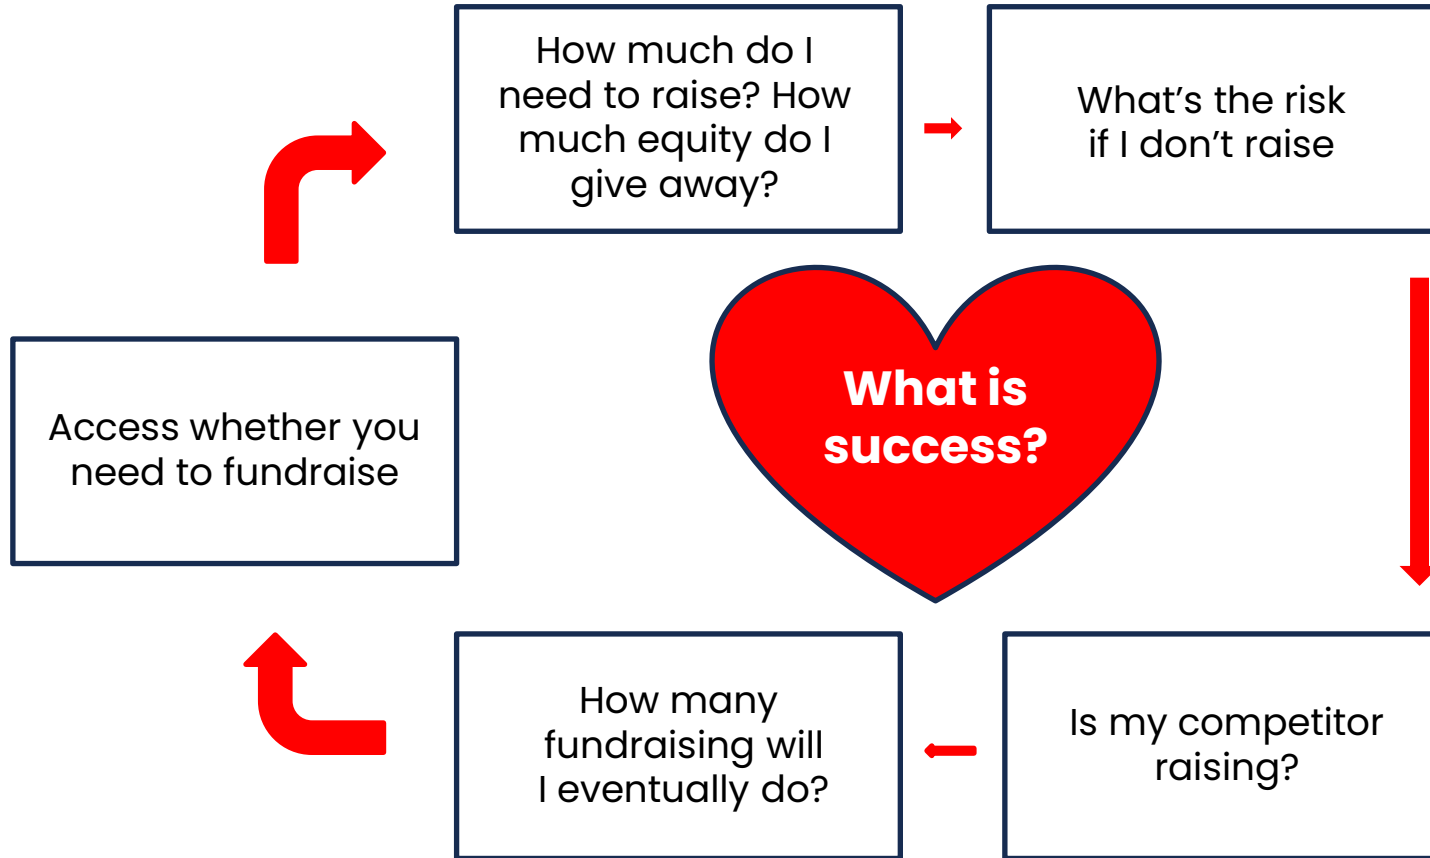 How much do I
need to raise? How
much equity do I
give away?
What's the risk
if I don't raise
Access whether you
need to fundraise
What is
success?
How many
fundraising will
I eventually do?
Is my competitor
raising?